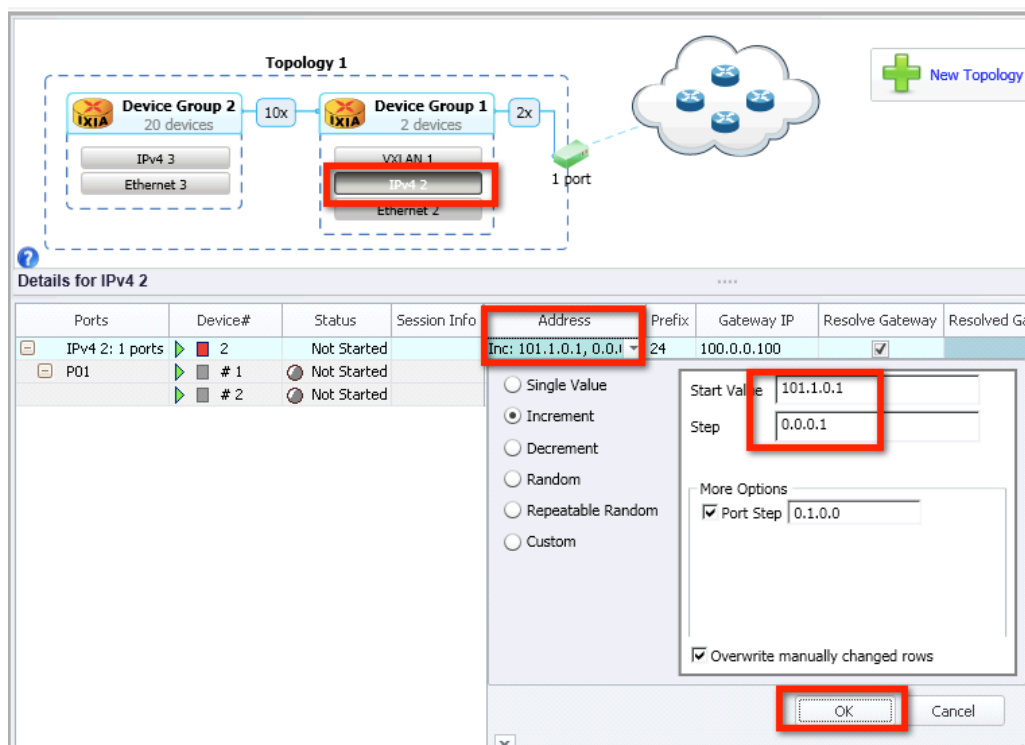 Topology 1
New Topology
Device Group 2
20 devices
10x
Device Group 1
2 devices
2x
IXIA
IXIA
IPv4 3
Ethernet 3
VXLAN 1
IPv4 2
Ethernet 2
1 port
?
Details for IPv4 2
Ports Device# Status Session Info Address Prefix Gateway IP Resolve Gateway Resolved Ga
IPv4 2: 1 ports 2 Not Started Inc: 101.1.0.1, 0.0.( 24 100.0.0.100
P01 # 1 Not Started
# 2 Not Started
Single Value
Increment
Decrement
Random
Repeatable Random
Custom
Start Value 101.1.0.1
Step 0.0.0.1
More Options
Port Step 0.1.0.0
Overwrite manually changed rows
OK Cancel